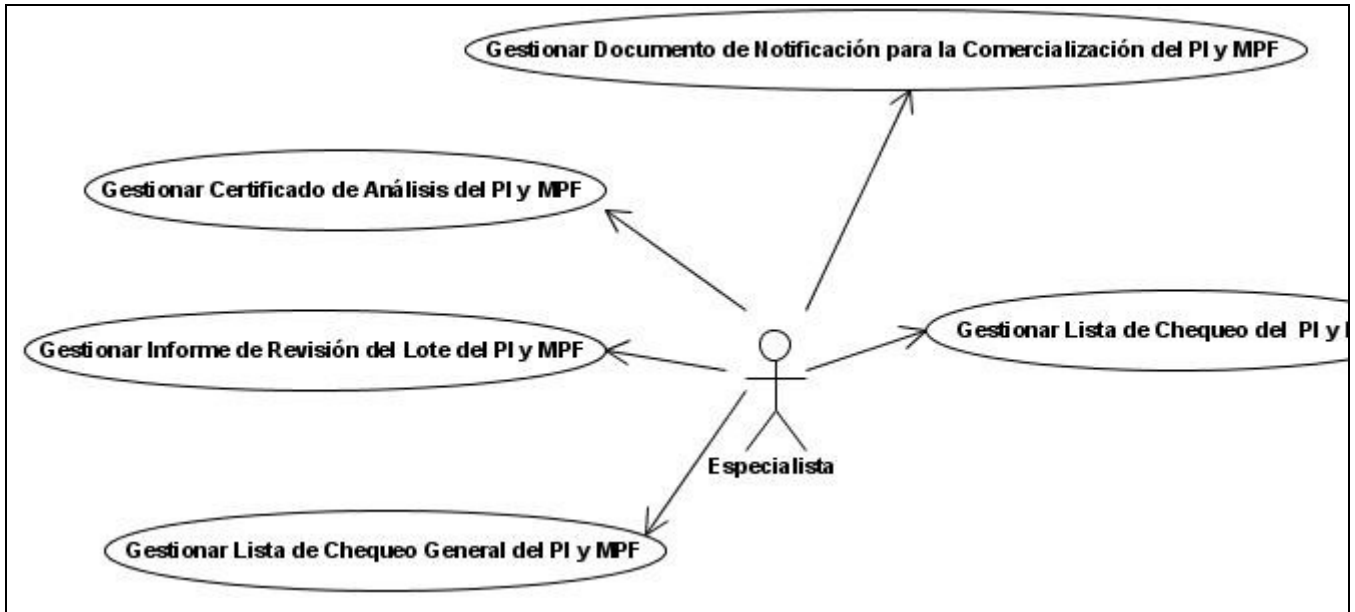 Gestionar Documento de Notificación para la Comercialización del PI y MPF
Gestionar Certificado de Análisis del PI y MPF
Gestionar Informe de Revisión del Lote del PI y MPF
Gestionar Lista de Chequeo del PI y
Especialista
Gestionar Lista de Chequeo General del PI y MPF